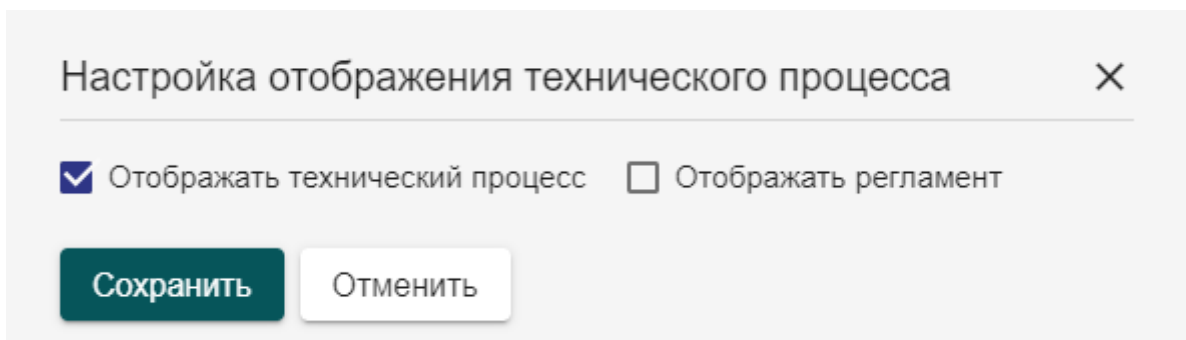 Настройка отображения технического процесса
Отображать технический процесс Отображать регламент
Сохранить Отменить